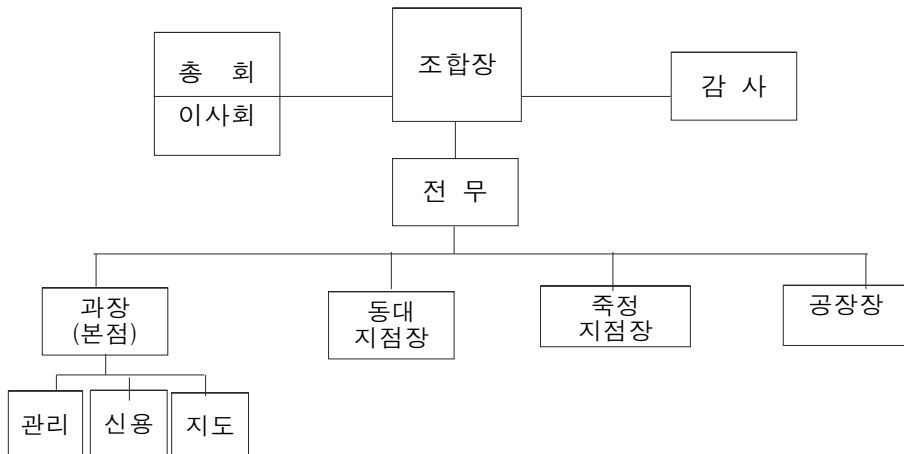 총 회
이사회
조합장
감 사
전 무
과장
(본점)
동대
지점장
죽정
지점장
공장장
관리
신용
지도